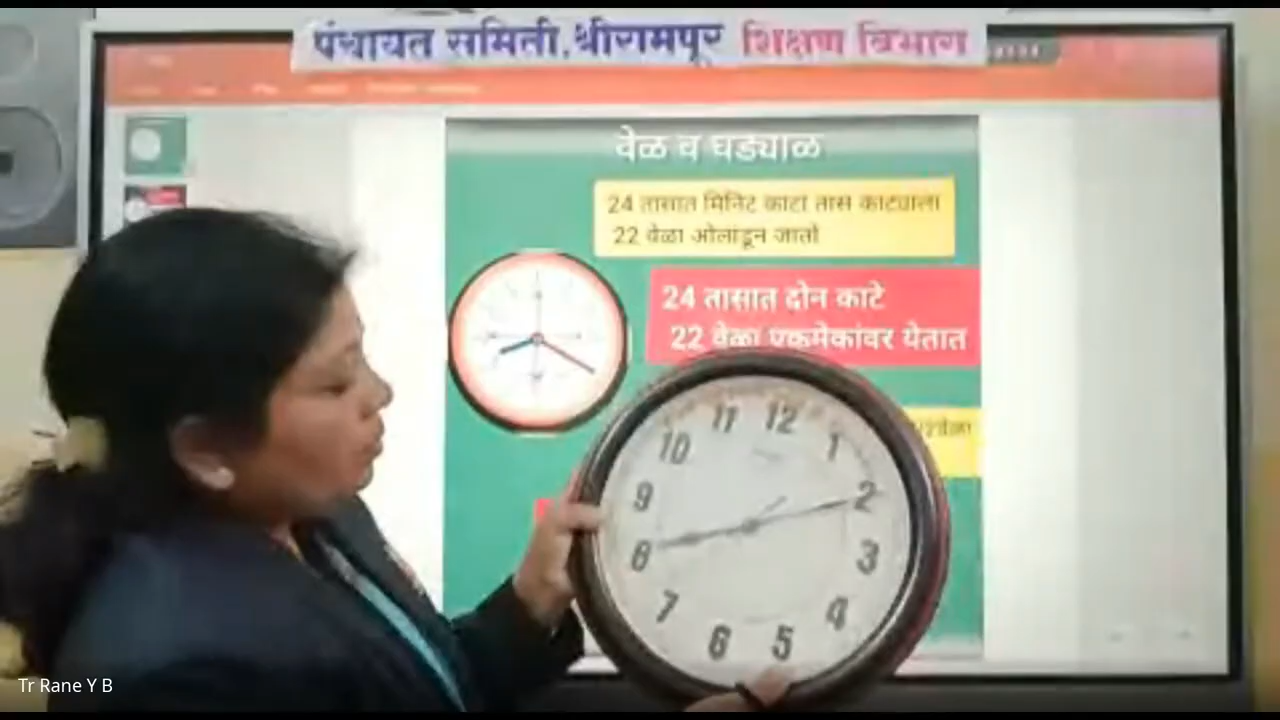 पंचायत समिती.श्रीरामपूर शिक्षण विभाग
वेळ व घड्याळ
24 तासात मिनिट काटा तास काट्याला
22 वेळा ओलांडून जातो
24 तासात दोन काटे
22 वेळा एकमेकांवर येतात
11 12 1
10 2
9 3
8 4
7 6 5
Tr Rane Y B